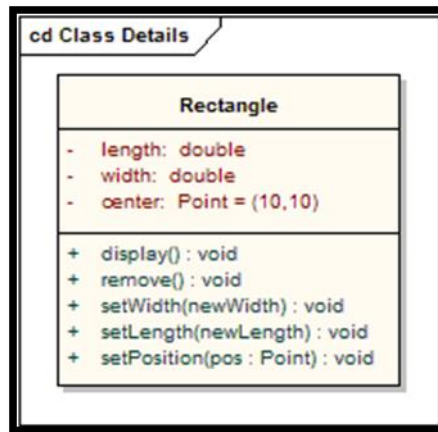 cd Class Details
Rectangle
- length: double
- width: double
- center: Point = (10,10)
+ display() : void
+ remove() : void
+ setWidth(newWidth) : void
+ setLength(newLength) : void
+ setPosition(pos : Point) : void